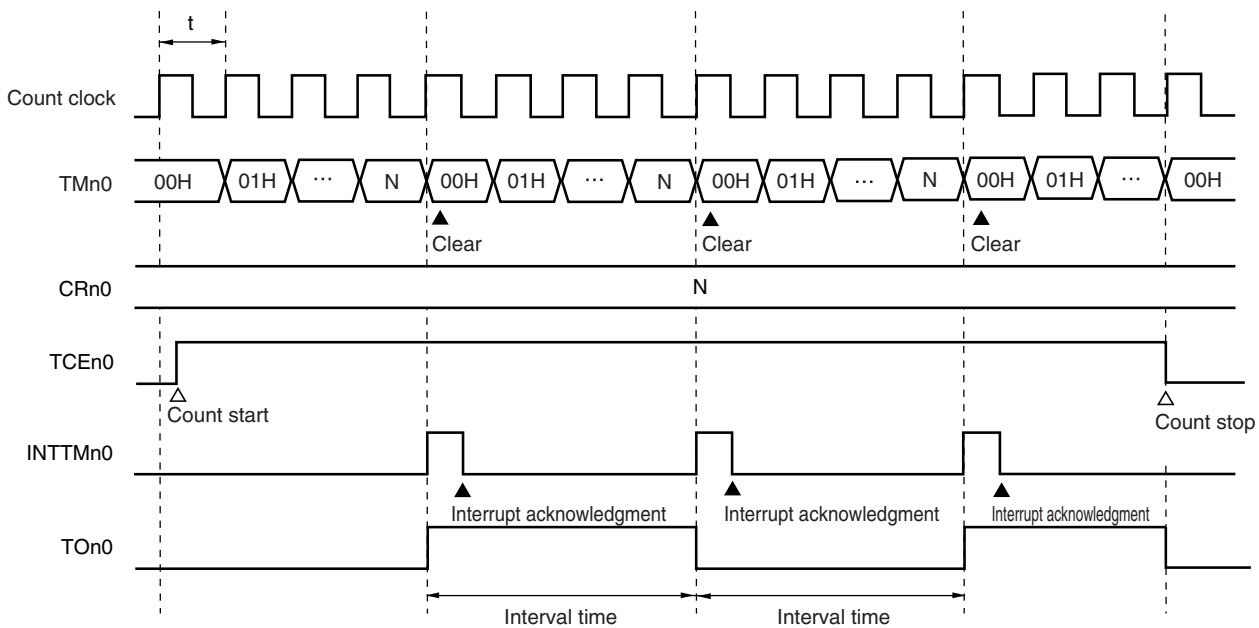 t
Count clock
TMn0 00H 01H ... N 00H 01H ... N 00H 01H ... N 00H 01H ... 00H
Clear Clear Clear
CRn0 N
TCEn0
Count start Count stop
INTTMn0
Interrupt acknowledgment Interrupt acknowledgment Interrupt acknowledgment
TOn0
Interval time Interval time